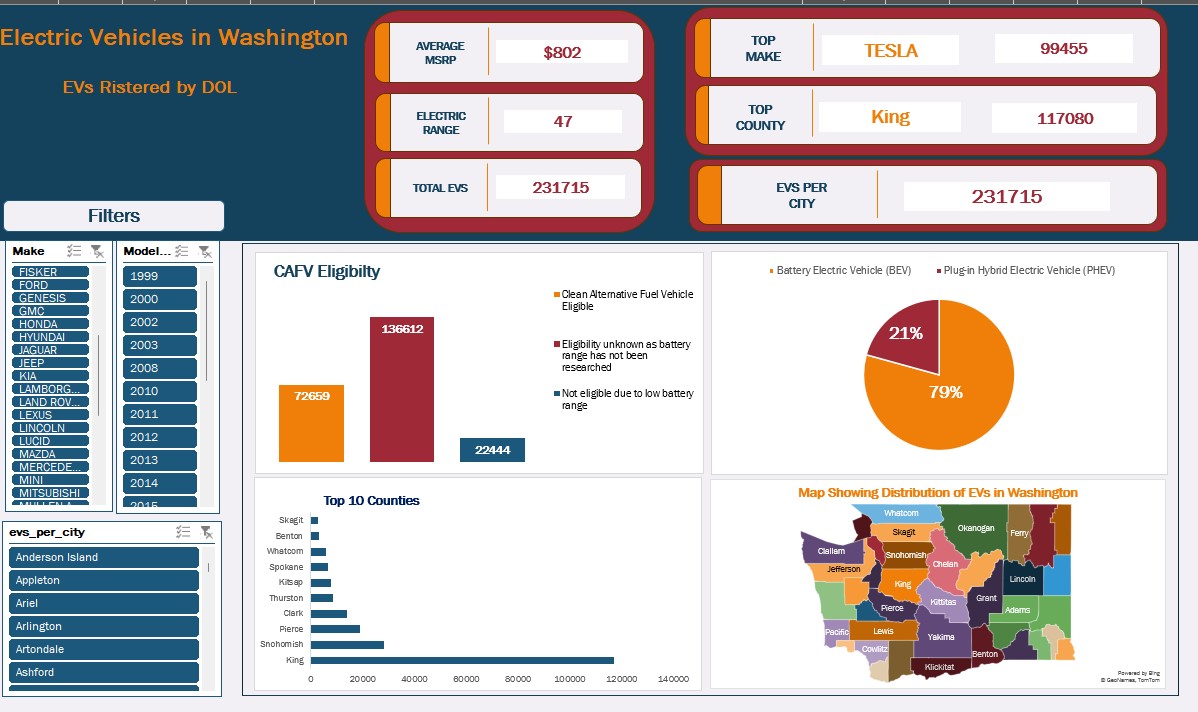 Electric Vehicles in Washington
EVs Ristered by DOL
AVERAGE
MSRP
$802
ELECTRIC
RANGE
47
TOTAL EVS
231715
TOP
MAKE
TESLA
99455
TOP
COUNTY
King
117080
EVS PER
CITY
231715
Filters
Make
FISKER
FORD
GENESIS
GMC
HONDA
HYUNDAI
JAGUAR
JEEP
KIA
LAMBORG...
LAND ROV...
LEXUS
LINCOLN
LUCID
MAZDA
MERCEDE...
MINI
MITSUBISHI
Model...
1999
2000
2002
2003
2008
2010
2011
2012
2013
2014
2015
evs_per_city
Anderson Island
Appleton
Ariel
Arlington
Artondale
Ashford
CAFV Eligibilty
72659
136612
22444
Clean Alternative Fuel Vehicle
Eligible
Eligibility unknown as battery
range has not been
researched
Not eligible due to low battery
range
Battery Electric Vehicle (BEV)
Plug-in Hybrid Electric Vehicle (PHEV)
21%
79%
Top 10 Counties
Skagit
Benton
Whatcom
Spokane
Kitsap
Thurston
Clark
Pierce
Snohomish
King
0 20000 40000 60000 80000 100000 120000 140000
Map Showing Distribution of EVs in Washington
Whatcom
Skagit
Okanogan
Ferry
Clallam
Snohomish
Jefferson
Chelan
King
Lincoln
Kittitas
Grant
Pierce
Adams
Pacific
Lewis
Yakima
Cowlitz
Benton
Klickitat
Powered by Bing
© GeoNames, TomTom